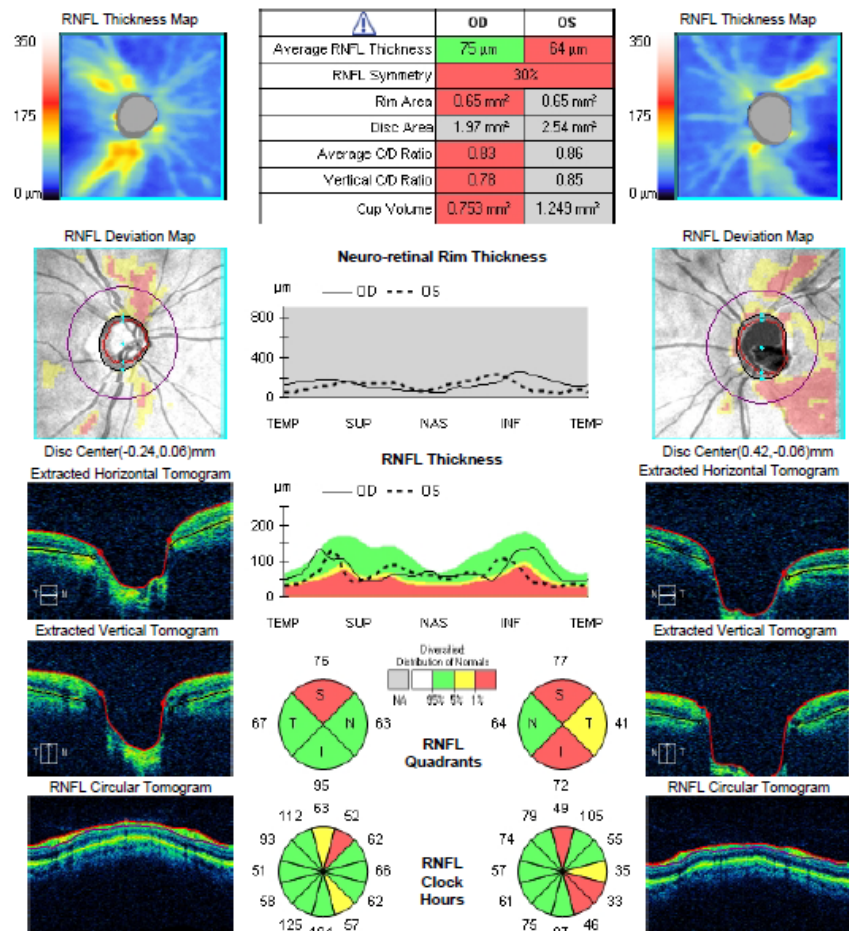 RNFL Thickness Map
350
175
0 µm
OD OS
Average RNFL Thickness 75 µm 64 µm
RNFL Symmetry 30%
Rim Area 0.65 mm² 0.65 mm²
Disc Area 1.97 mm² 2.54 mm²
Average C/D Ratio 0.83 0.86
Vertical C/D Ratio 0.78 0.85
Cup Volume 0.753 mm³ 1.249 mm³
RNFL Thickness Map
350
175
0 µm
RNFL Deviation Map
Disc Center(-0.24,0.06)mm
Neuro-retinal Rim Thickness
µm OD OS
800
400
0
TEMP SUP NAS INF TEMP
RNFL Deviation Map
Disc Center(0.42,-0.06)mm
Extracted Horizontal Tomogram
T N
RNFL Thickness
µm OD OS
200
100
0
TEMP SUP NAS INF TEMP
Extracted Horizontal Tomogram
N T
Extracted Vertical Tomogram
T N
Diversified:
Distribution of Normals
NA 95% 5% 1%
76
S
67 T N 63
I
95
RNFL
Quadrants
77
S
64 N T 41
I
72
Extracted Vertical Tomogram
RNFL Circular Tomogram
63
112 52
93 62
51 66
58 62
125 57
RNFL
Clock
Hours
49
79 105
74 55
57 35
61 33
75 46
RNFL Circular Tomogram